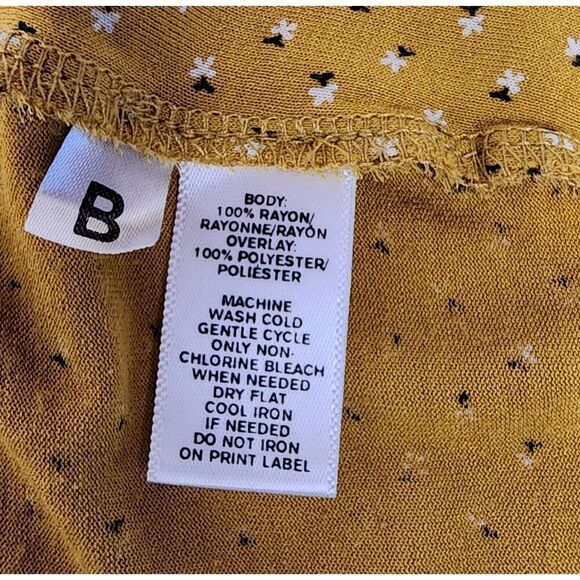 B
BODY:
100% RAYON/
RAYONNE/RAYÓN
OVERLAY:
100% POLYESTER/
POLIÉSTER
MACHINE
WASH COLD
GENTLE CYCLE
ONLY NON-
CHLORINE BLEACH
WHEN NEEDED
DRY FLAT
COOL IRON
IF NEEDED
DO NOT IRON
ON PRINT LABEL